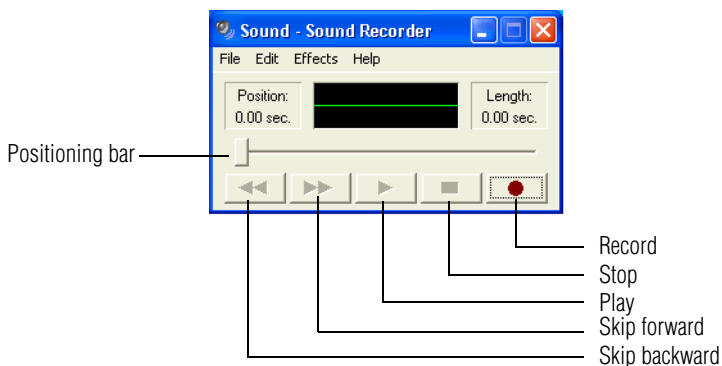 Sound - Sound Recorder
File Edit Effects Help
Position:
0.00 sec.
Length:
0.00 sec.
Positioning bar
Record
Stop
Play
Skip forward
Skip backward